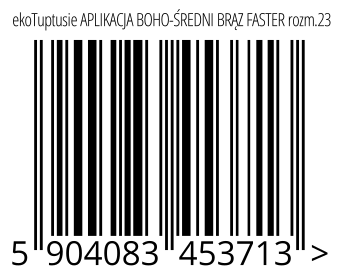 ekoTuptusie APLIKACJA BOHO-ŚREDNI BRĄZ FASTER rozm.23
5 904083 453713 >